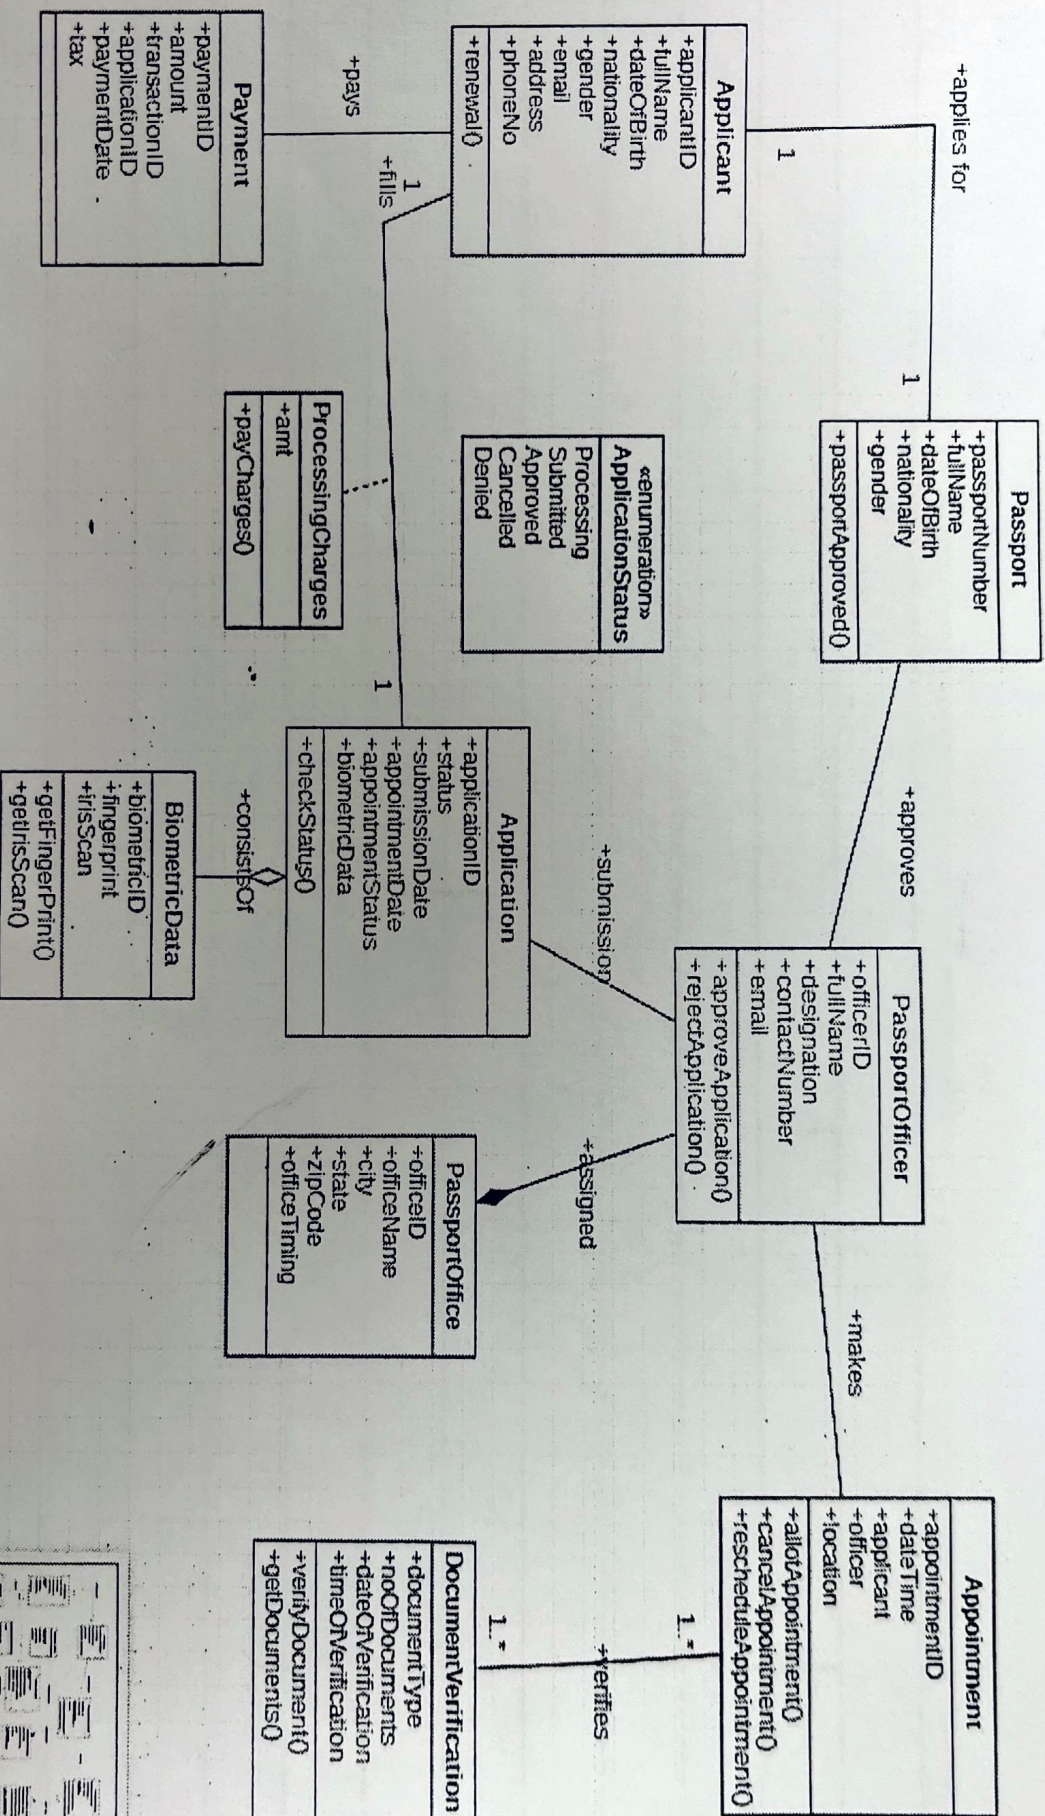 +applies for
1
1
Applicant
+applicantID
+fullName
+dateOfBirth
+nationality
+gender
+email
+address
+phoneNo
+renewal()
Passport
+passportNumber
+fullName
+dateOfBirth
+nationality
+gender
+passportApproved()
+approves
PassportOfficer
+officerID
+fullName
+designation
+contactNumber
+email
+approveApplication()
+rejectApplication()
+makes
Appointment
+appointmentID
+dateTime
+applicant
+officer
+location
+allotAppointment()
+cancelAppointment()
+rescheduleAppointment()
«enumeration»
ApplicationStatus
Processing
Submitted
Approved
Cancelled
Denied
+submission
+assigned
1..*
+verifies
1..*
+pays
1
+fills
1
Payment
+paymentID
+amount
+transactionID
+applicationID
+paymentDate
+tax
ProcessingCharges
+amt
+payCharges()
Application
+applicationID
+status
+submissionDate
+appointmentDate
+appointmentStatus
+biometricData
+checkStatus()
PassportOffice
+officeID
+officeName
+city
+state
+zipCode
+officeTiming
DocumentVerification
+documentType
+noOfDocuments
+dateOfVerification
+timeOfVerification
+verifyDocument()
+getDocuments()
+consistsOf
BiometricData
+biometricID
+fingerprint
+irisScan
+getFingerPrint()
+getIrisScan()